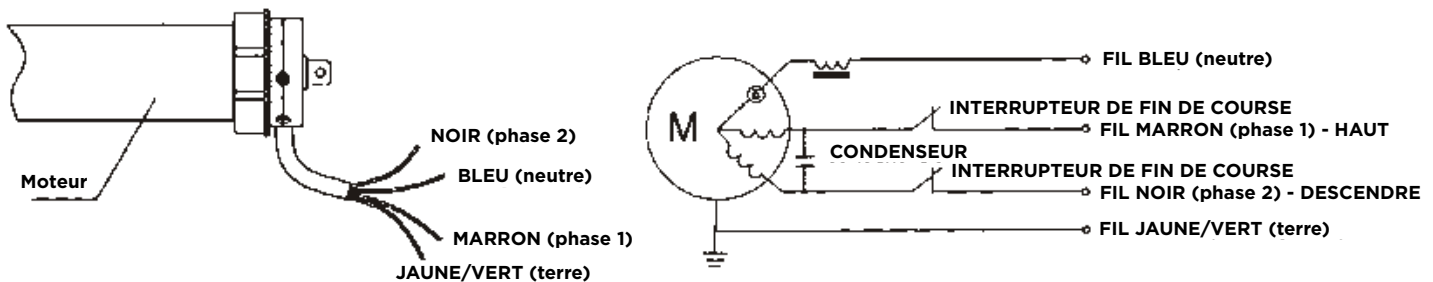 Moteur
NOIR (phase 2)
BLEU (neutre)
MARRON (phase 1)
JAUNE/VERT (terre)
M
FIL BLEU (neutre)
INTERRUPTEUR DE FIN DE COURSE
FIL MARRON (phase 1) - HAUT
CONDENSEUR
INTERRUPTEUR DE FIN DE COURSE
FIL NOIR (phase 2) - DESCENDRE
FIL JAUNE/VERT (terre)